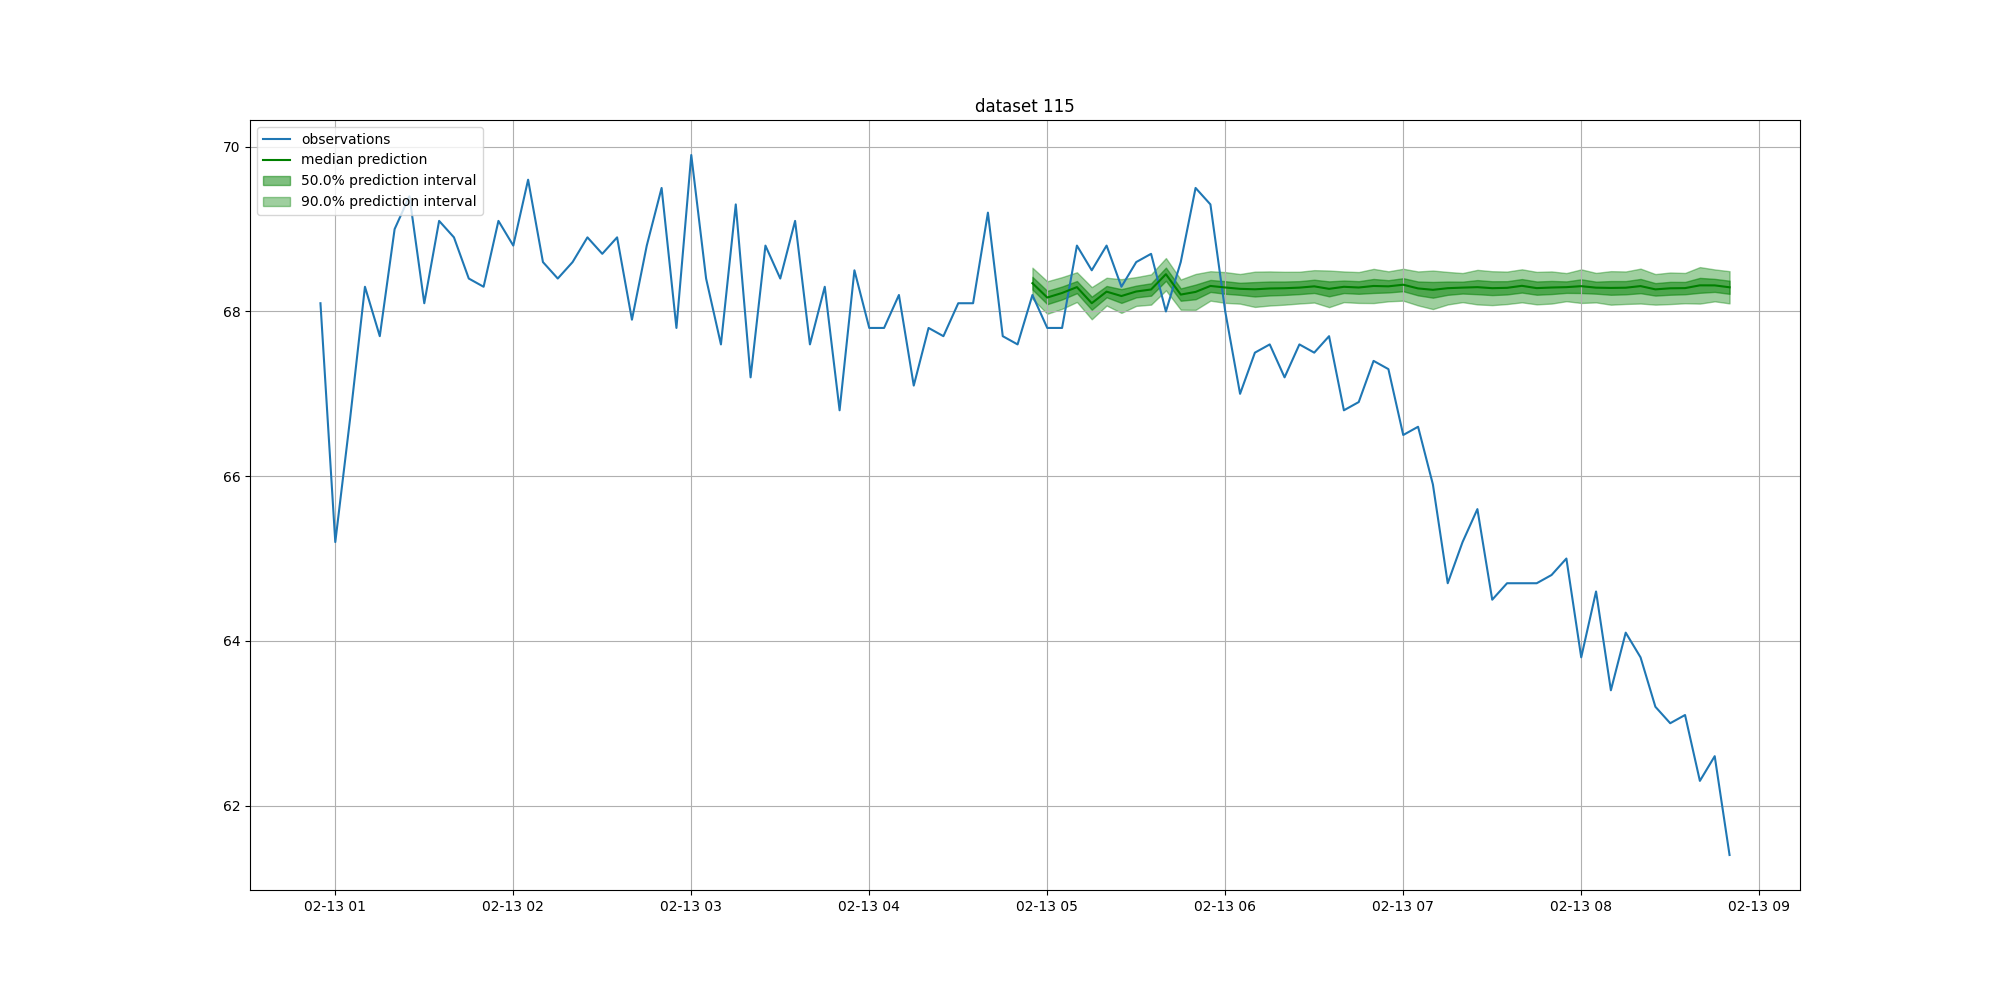 dataset 115
observations
median prediction
50.0% prediction interval
90.0% prediction interval
70
68
66
64
62
02-13 01 02-13 02 02-13 03 02-13 04 02-13 05 02-13 06 02-13 07 02-13 08 02-13 09